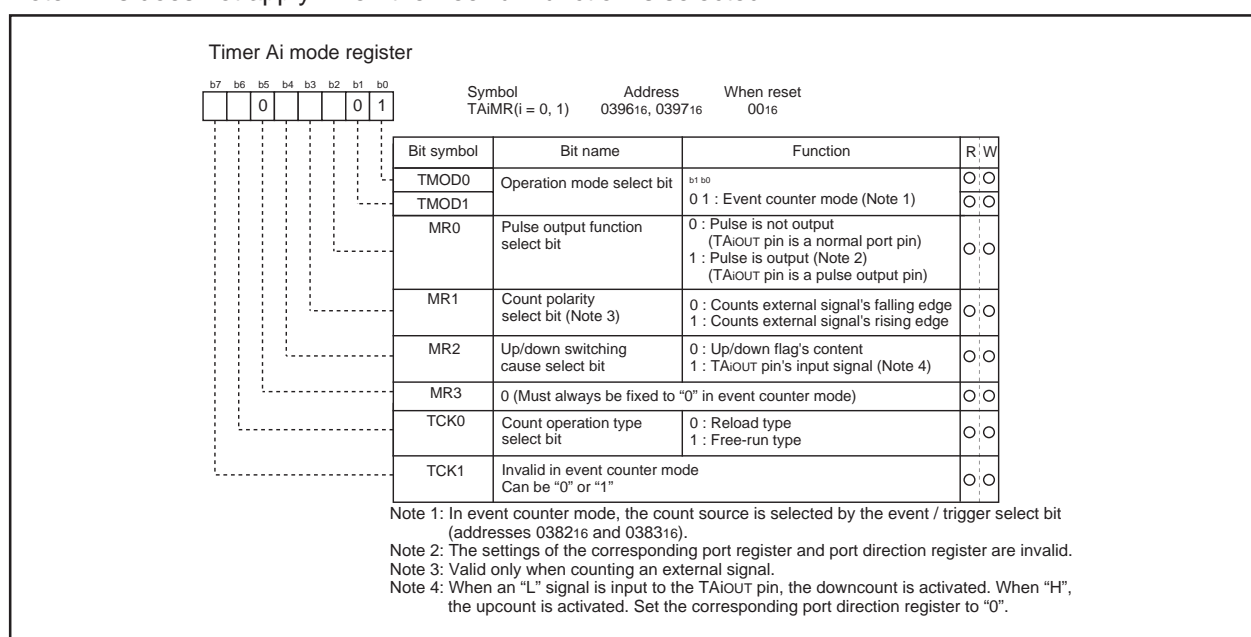 Timer Ai mode register
b7 b6 b5 b4 b3 b2 b1 b0
0 0 1
Symbol Address When reset
TAiMR(i = 0, 1) 039616, 039716 0016
Bit symbol Bit name Function R W
TMOD0 Operation mode select bit b1 b0
TMOD1 0 1 : Event counter mode (Note 1)
MR0 Pulse output function 0 : Pulse is not output
select bit (TAiOUT pin is a normal port pin)
1 : Pulse is output (Note 2)
(TAiOUT pin is a pulse output pin)
MR1 Count polarity 0 : Counts external signal's falling edge
select bit (Note 3) 1 : Counts external signal's rising edge
MR2 Up/down switching 0 : Up/down flag's content
cause select bit 1 : TAiOUT pin's input signal (Note 4)
MR3 0 (Must always be fixed to “0” in event counter mode)
TCK0 Count operation type 0 : Reload type
select bit 1 : Free-run type
TCK1 Invalid in event counter mode
Can be “0” or “1”
Note 1: In event counter mode, the count source is selected by the event / trigger select bit
(addresses 038216 and 038316).
Note 2: The settings of the corresponding port register and port direction register are invalid.
Note 3: Valid only when counting an external signal.
Note 4: When an “L” signal is input to the TAiOUT pin, the downcount is activated. When “H”,
the upcount is activated. Set the corresponding port direction register to “0”.